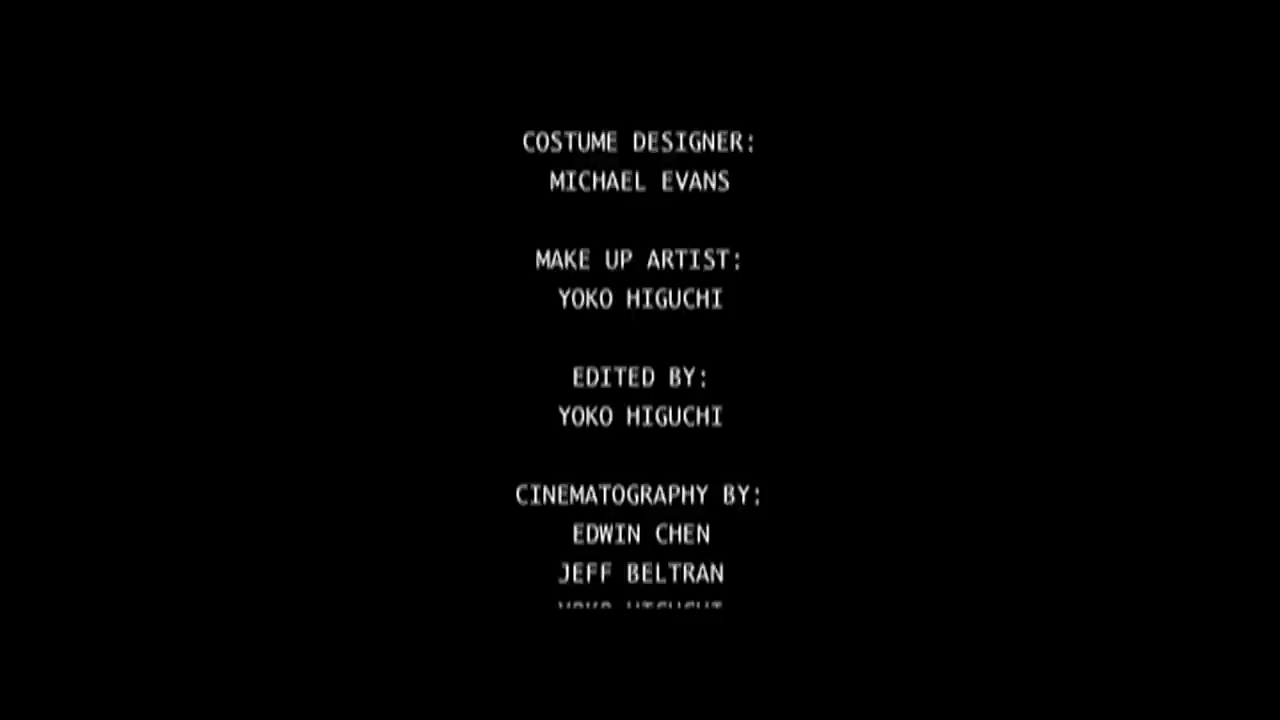 COSTUME DESIGNER:
MICHAEL EVANS
MAKE UP ARTIST:
YOKO HIGUCHI
EDITED BY:
YOKO HIGUCHI
CINEMATOGRAPHY BY:
EDWIN CHEN
JEFF BELTRAN